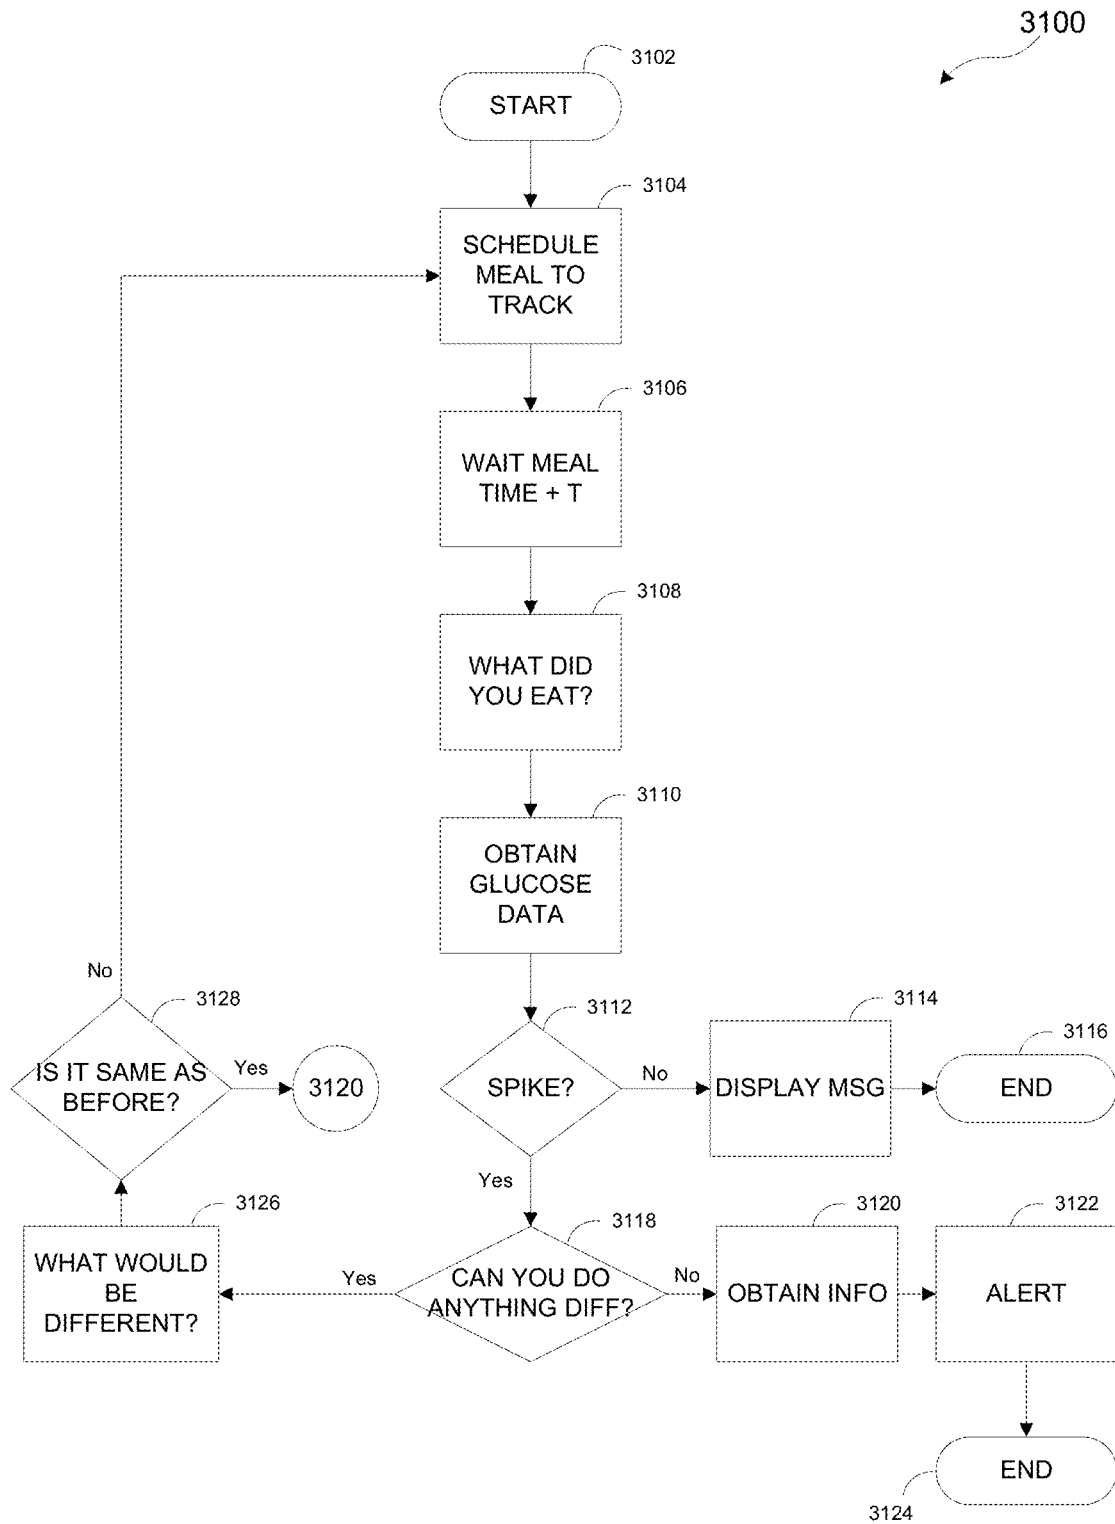 3100
3102
START
3104
SCHEDULE
MEAL TO
TRACK
3106
WAIT MEAL
TIME + T
3108
WHAT DID
YOU EAT?
3110
OBTAIN
GLUCOSE
DATA
No
3128
IS IT SAME AS
BEFORE?
Yes
3120
3112
SPIKE?
No
3114
DISPLAY MSG
3116
END
Yes
3126
WHAT WOULD
BE
DIFFERENT?
Yes
3118
CAN YOU DO
ANYTHING DIFF?
No
3120
OBTAIN INFO
3122
ALERT
END
3124